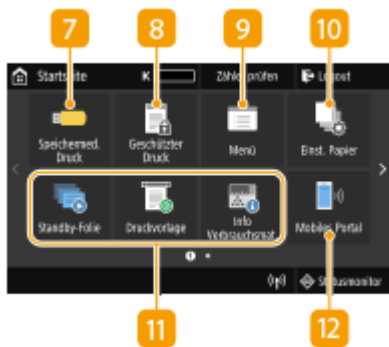 7 8 9 10
Startseite K Zähler prüfen Logout
Speichermed. Druck
Geschützter Druck
Menü
Einst. Papier
Standby-Folie
Druckvorlage
Info Verbrauchsmat.
Mobiles Portal
Statusmonitor
11 12